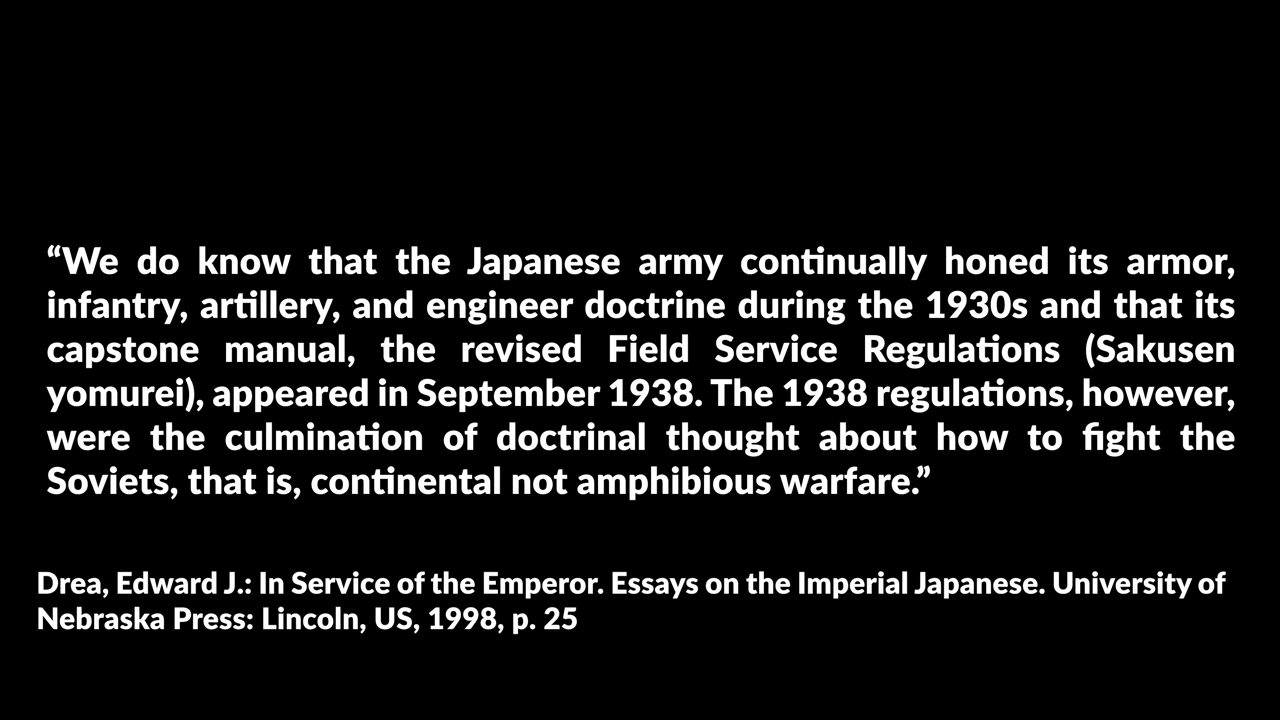 “We do know that the Japanese army continually honed its armor,
infantry, artillery, and engineer doctrine during the 1930s and that its
capstone manual, the revised Field Service Regulations (Sakusen
yomurei), appeared in September 1938. The 1938 regulations, however,
were the culmination of doctrinal thought about how to fight the
Soviets, that is, continental not amphibious warfare.”
Drea, Edward J.: In Service of the Emperor. Essays on the Imperial Japanese. University of
Nebraska Press: Lincoln, US, 1998, p. 25